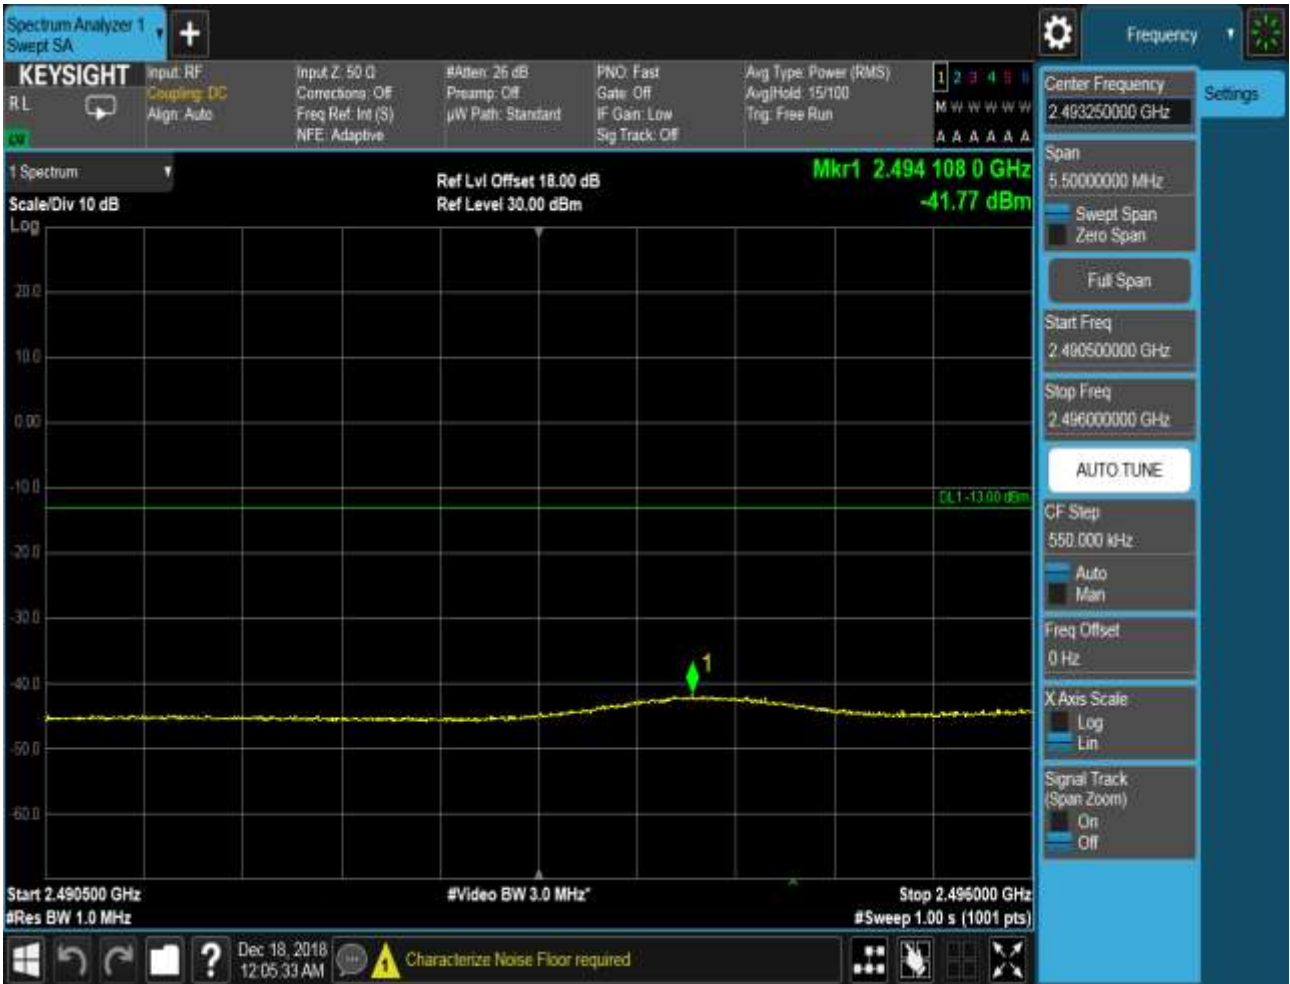 Spectrum Analyzer 1
Swept SA
+
Frequency
KEYSIGHT
RL
Input: RF
Coupling: DC
Align: Auto
Input Z: 50 Ω
Corrections: Off
Freq Ref: Int (S)
NFE: Adaptive
#Atten: 26 dB
Preamp: Off
µW Path: Standard
PNO: Fast
Gate: Off
IF Gain: Low
Sig Track: Off
Avg Type: Power (RMS)
Avg|Hold: 15/100
Trig: Free Run
1 2 3 4 5 6
M W W W W W
A A A A A A
1 Spectrum
Scale/Div 10 dB
Log
Ref Lvl Offset 18.00 dB
Ref Level 30.00 dBm
Mkr1 2.494 108 0 GHz
-41.77 dBm
20.0
10.0
0.00
-10.0
-20.0
-30.0
-40.0
-50.0
-60.0
DL1 -13.00 dBm
1
Start 2.490500 GHz
#Res BW 1.0 MHz
#Video BW 3.0 MHz*
Stop 2.496000 GHz
#Sweep 1.00 s (1001 pts)
Center Frequency
2.493250000 GHz
Settings
Span
5.50000000 MHz
Swept Span
Zero Span
Full Span
Start Freq
2.490500000 GHz
Stop Freq
2.496000000 GHz
AUTO TUNE
CF Step
550.000 kHz
Auto
Man
Freq Offset
0 Hz
X Axis Scale
Log
Lin
Signal Track
(Span Zoom)
On
Off
?
Dec 18, 2018
12:05:33 AM
Characterize Noise Floor required